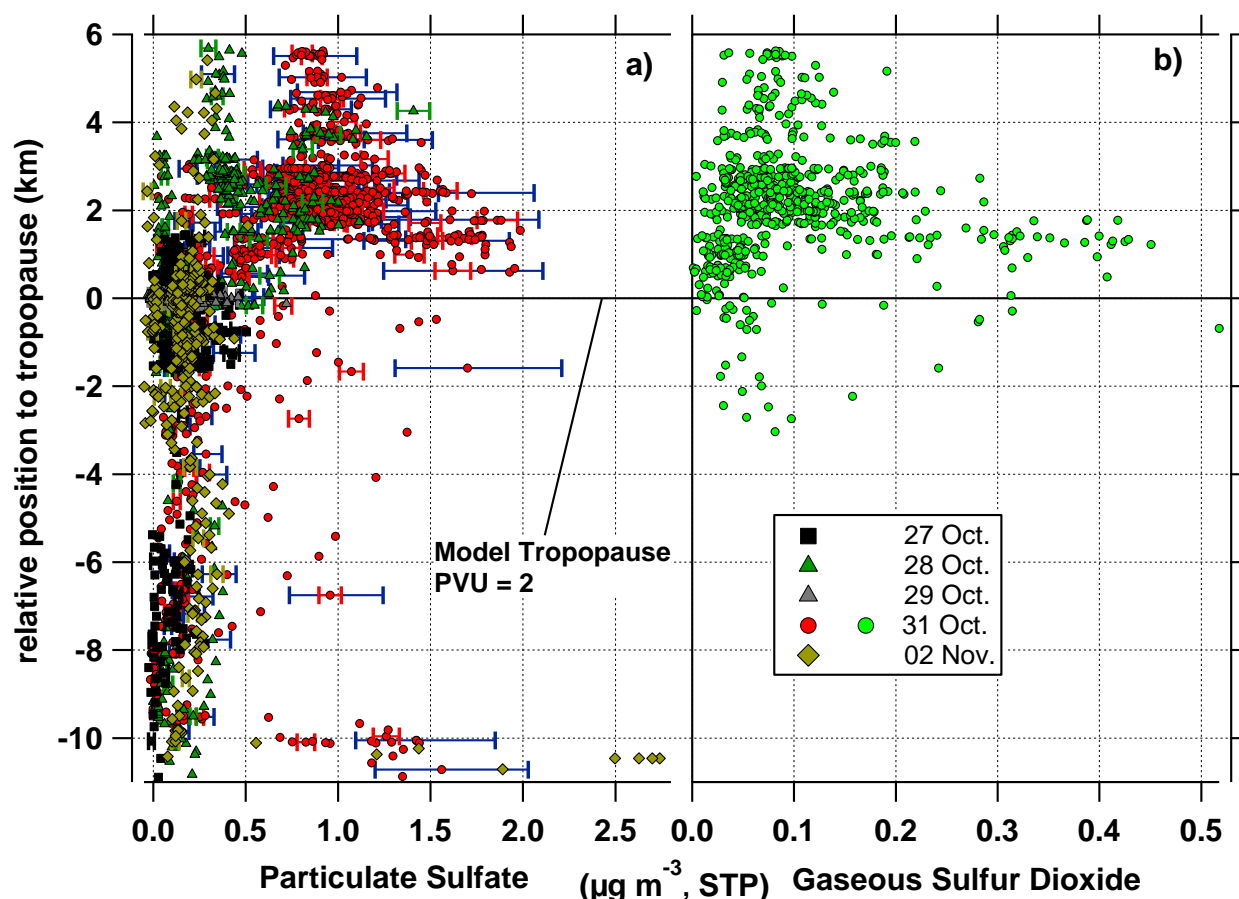 a)
b)
6
4
2
0
-2
-4
-6
-8
-10
relative position to tropopause (km)
Model Tropopause
PVU = 2
27 Oct.
28 Oct.
29 Oct.
31 Oct.
02 Nov.
0.0 0.5 1.0 1.5 2.0 2.5 0.0 0.1 0.2 0.3 0.4 0.5
Particulate Sulfate (µg m⁻³, STP) Gaseous Sulfur Dioxide